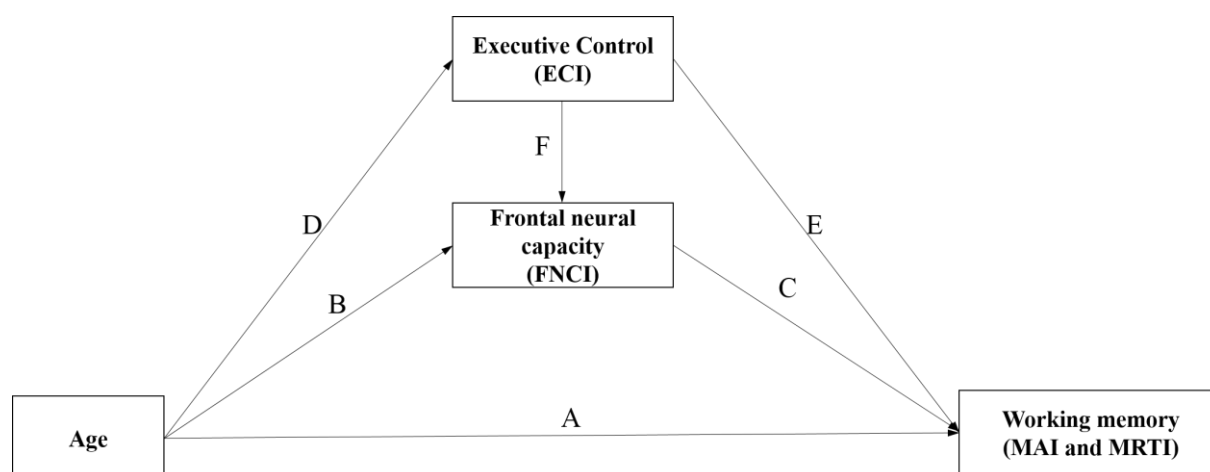 Executive Control
(ECI)
F
D
Frontal neural
capacity
(FNCI)
E
B
C
A
Age
Working memory
(MAI and MRTI)